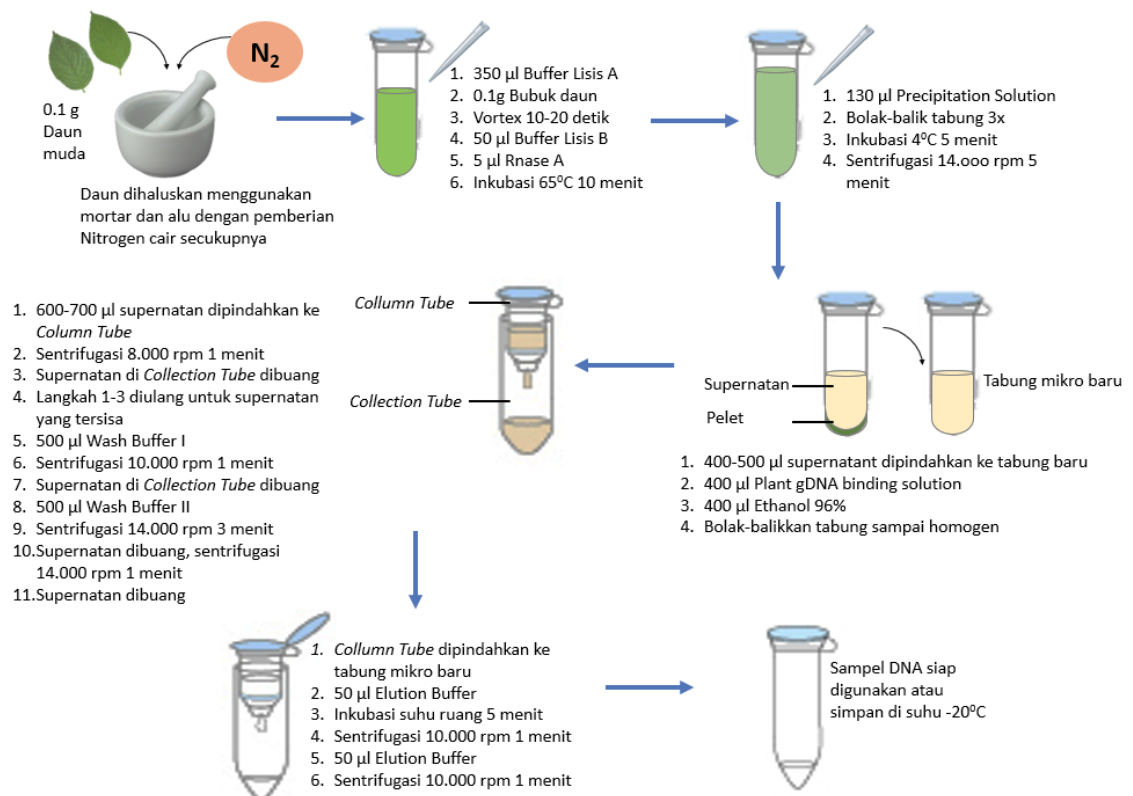 0.1 g
Daun
muda
N₂
Daun dihaluskan menggunakan
mortar dan alu dengan pemberian
Nitrogen cair secukupnya
1. 350 µl Buffer Lisis A
2. 0.1g Bubuk daun
3. Vortex 10-20 detik
4. 50 µl Buffer Lisis B
5. 5 µl Rnase A
6. Inkubasi 65⁰C 10 menit
1. 130 µl Precipitation Solution
2. Bolak-balik tabung 3x
3. Inkubasi 4⁰C 5 menit
4. Sentrifugasi 14.ooo rpm 5
menit
Supernatan
Pelet
Tabung mikro baru
1. 400-500 µl supernatant dipindahkan ke tabung baru
2. 400 µl Plant gDNA binding solution
3. 400 µl Ethanol 96%
4. Bolak-balikkan tabung sampai homogen
Collumn Tube
Collection Tube
1. 600-700 µl supernatan dipindahkan ke
Column Tube
2. Sentrifugasi 8.000 rpm 1 menit
3. Supernatan di Collection Tube dibuang
4. Langkah 1-3 diulang untuk supernatan
yang tersisa
5. 500 µl Wash Buffer I
6. Sentrifugasi 10.000 rpm 1 menit
7. Supernatan di Collection Tube dibuang
8. 500 µl Wash Buffer II
9. Sentrifugasi 14.000 rpm 3 menit
10.Supernatan dibuang, sentrifugasi
14.000 rpm 1 menit
11.Supernatan dibuang
1. Collumn Tube dipindahkan ke
tabung mikro baru
2. 50 µl Elution Buffer
3. Inkubasi suhu ruang 5 menit
4. Sentrifugasi 10.000 rpm 1 menit
5. 50 µl Elution Buffer
6. Sentrifugasi 10.000 rpm 1 menit
Sampel DNA siap
digunakan atau
simpan di suhu -20⁰C